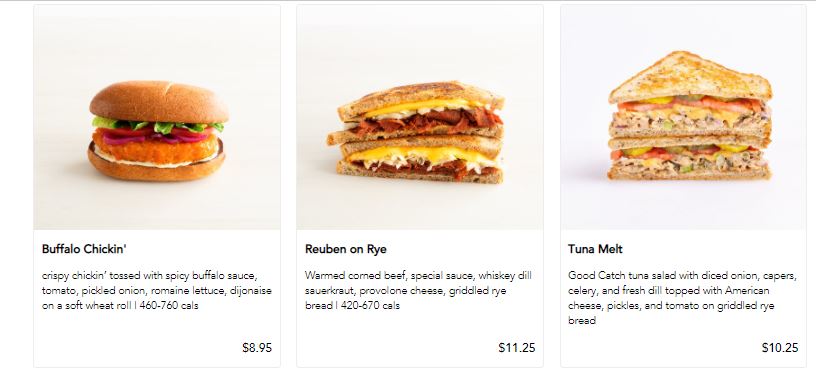 Buffalo Chickin'
crispy chickin’ tossed with spicy buffalo sauce,
tomato, pickled onion, romaine lettuce, dijonaise
on a soft wheat roll | 460-760 cals
$8.95
Reuben on Rye
Warmed corned beef, special sauce, whiskey dill
sauerkraut, provolone cheese, griddled rye
bread | 420-670 cals
$11.25
Tuna Melt
Good Catch tuna salad with diced onion, capers,
celery, and fresh dill topped with American
cheese, pickles, and tomato on griddled rye
bread
$10.25